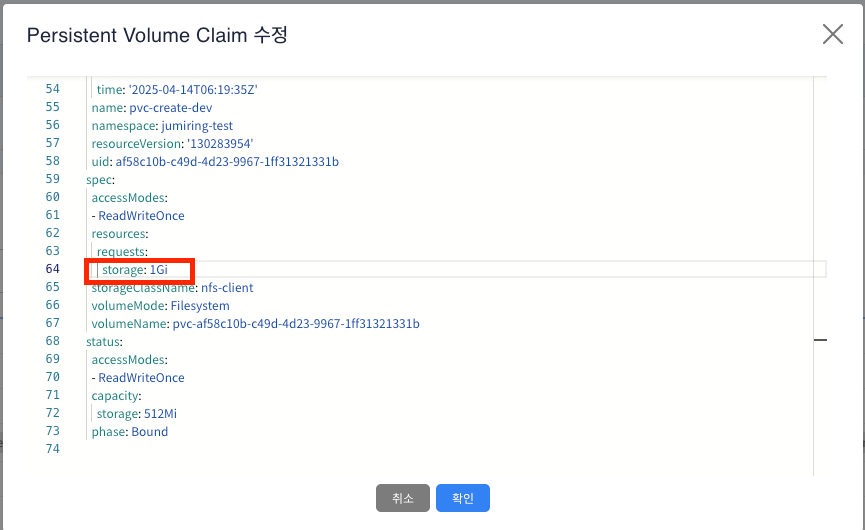 Persistent Volume Claim 수정
54 time: '2025-04-14T06:19:35Z'
55 name: pvc-create-dev
56 namespace: jumiring-test
57 resourceVersion: '130283954'
58 uid: af58c10b-c49d-4d23-9967-1ff31321331b
59 spec:
60 accessModes:
61 - ReadWriteOnce
62 resources:
63 requests:
64 storage: 1Gi
65 storageClassName: nfs-client
66 volumeMode: Filesystem
67 volumeName: pvc-af58c10b-c49d-4d23-9967-1ff31321331b
68 status:
69 accessModes:
70 - ReadWriteOnce
71 capacity:
72 storage: 512Mi
73 phase: Bound
74
취소 확인